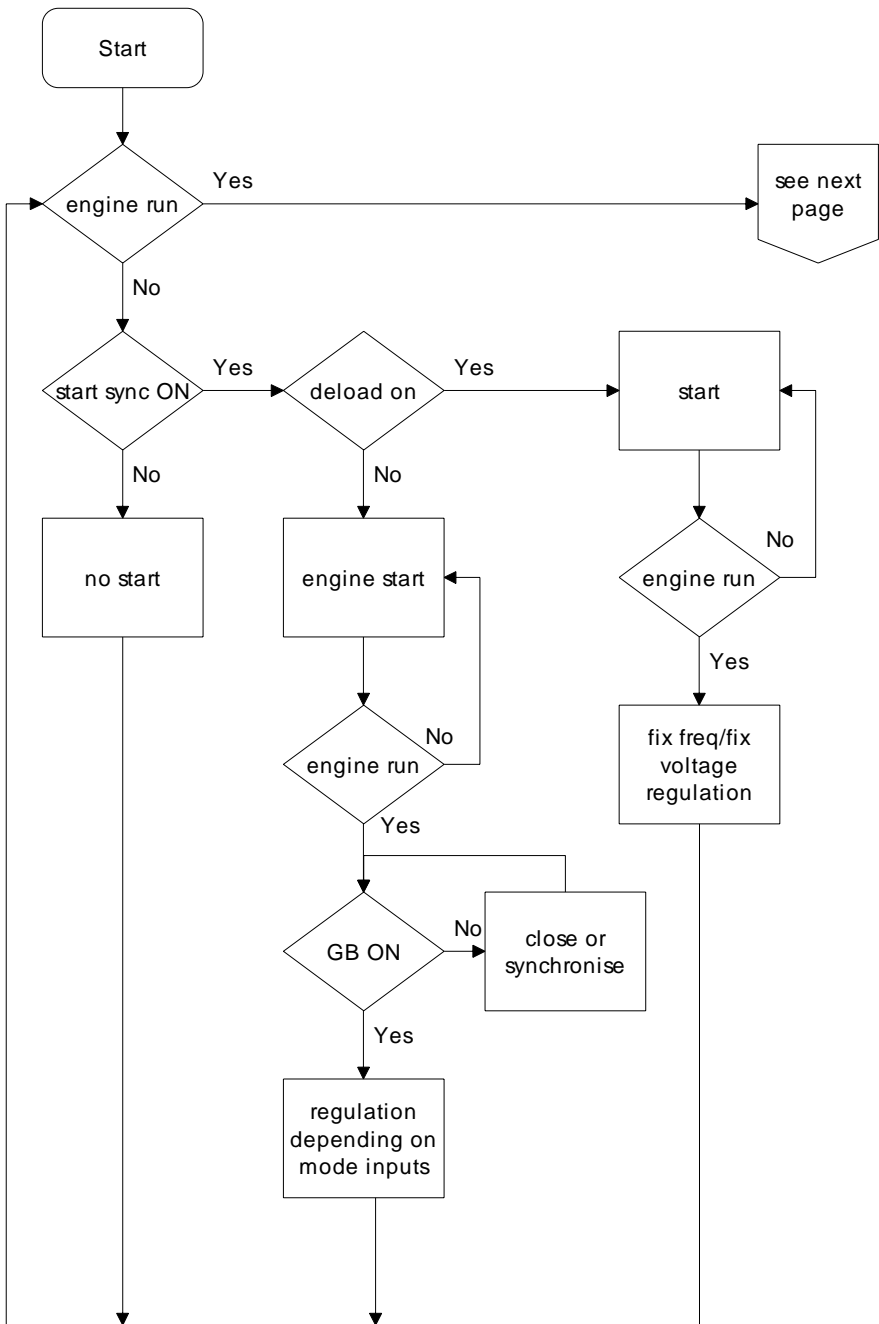 Start
engine run
Yes
see next
page
No
start sync ON
Yes
deload on
Yes
start
No
No
no start
engine start
engine run
No
Yes
engine run
No
Yes
fix freq/fix
voltage
regulation
GB ON
No
close or
synchronise
Yes
regulation
depending on
mode inputs